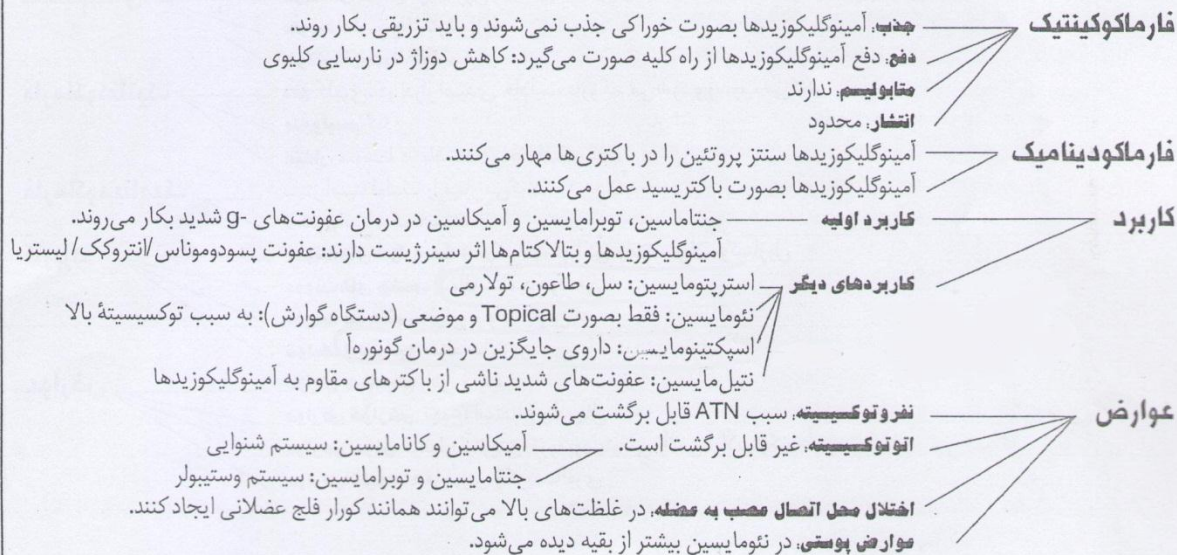 فارماکوکینتیک جذب: آمینوگلیکوزیدها بصورت خوراکی جذب نمی‌شوند و باید تزریقی بکار روند.
دفع: دفع آمینوگلیکوزیدها از راه کلیه صورت می‌گیرد: کاهش دوزاژ در نارسایی کلیوی
متابولیسم: ندارند
انتشار: محدود
فارماکودینامیک آمینوگلیکوزیدها سنتز پروتئین را در باکتری‌ها مهار می‌کنند.
آمینوگلیکوزیدها بصورت باکتریسید عمل می‌کنند.
کاربرد کاربرد اولیه جنتاماسین، توبرامایسین و آمیکاسین در درمان عفونت‌های g- شدید بکار می‌روند.
آمینوگلیکوزیدها و بتالاکتام‌ها اثر سینرژیست دارند: عفونت پسودوموناس/انتروکک/لیستریا
کاربردهای دیگر استرپتومایسین: سل، طاعون، تولارمی
نئومایسین: فقط بصورت Topical و موضعی (دستگاه گوارش): به سبب توکسیسیتهٔ بالا
اسپکتینومایسین: داروی جایگزین در درمان گونوره‌آ
نتیل‌مایسین: عفونت‌های شدید ناشی از باکترهای مقاوم به آمینوگلیکوزیدها
عوارض نفروتوکسیسیته: سبب ATN قابل برگشت می‌شوند.
اتوتوکسیسیته: غیر قابل برگشت است. آمیکاسین و کانامایسین: سیستم شنوایی
جنتامایسین و توبرامایسین: سیستم وستیبولر
اختلال محل اتصال عصب به عضله: در غلظت‌های بالا می‌توانند همانند کورار فلج عضلانی ایجاد کنند.
عوارض پوستی: در نئومایسین بیشتر از بقیه دیده می‌شود.